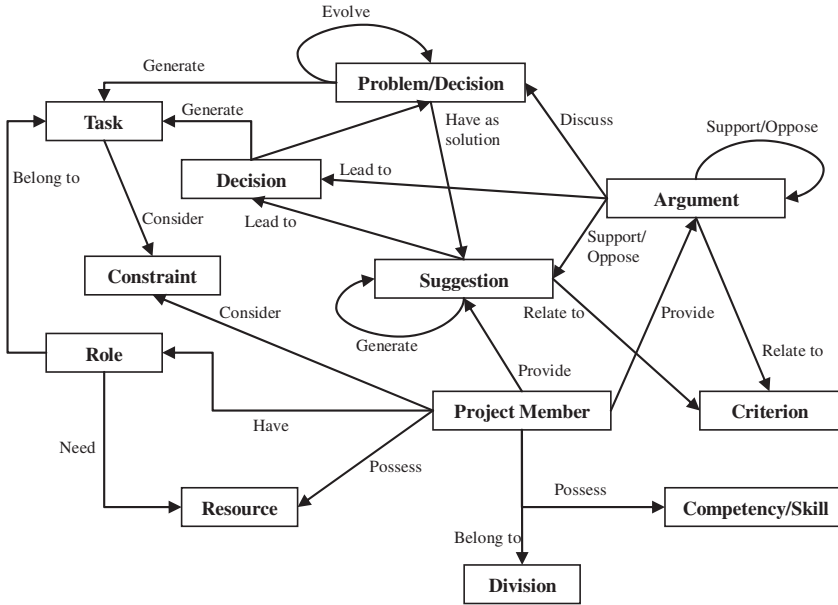 Evolve
Generate
Problem/Decision
Generate
Have as
solution
Discuss
Support/Oppose
Task
Belong to
Lead to
Decision
Argument
Consider
Lead to
Support/
Oppose
Constraint
Suggestion
Consider
Relate to
Provide
Generate
Role
Provide
Relate to
Project Member
Criterion
Have
Need
Possess
Resource
Possess
Competency/Skill
Belong to
Division